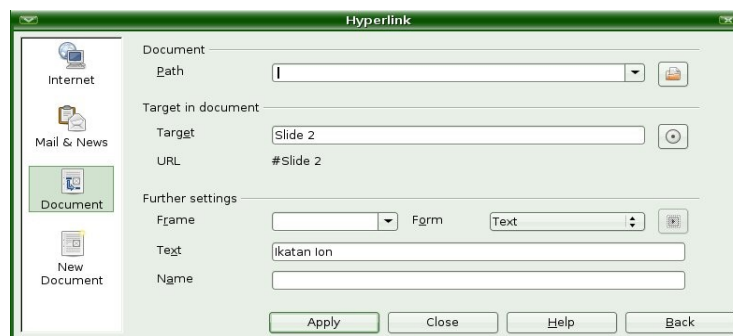 Hyperlink
Internet
Mail & News
Document
New
Document
Document
Path
Target in document
Target
Slide 2
URL
#Slide 2
Further settings
Frame
Form
Text
Text
Ikatan Ion
Name
Apply
Close
Help
Back